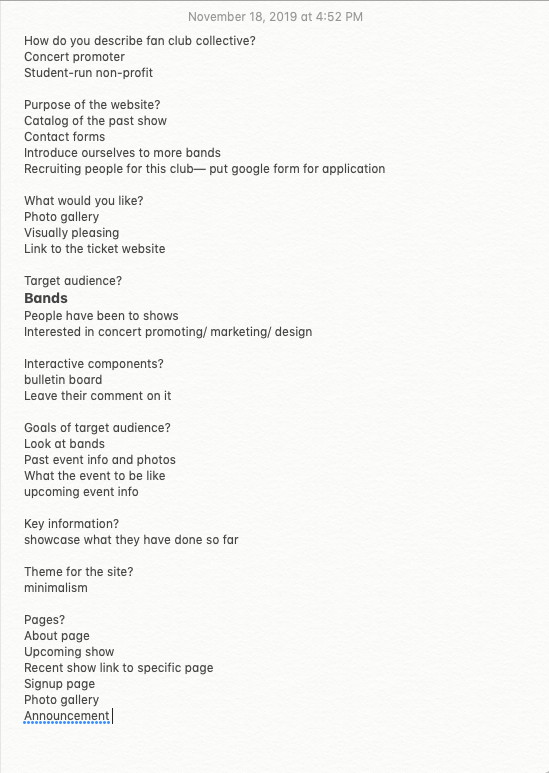 November 18, 2019 at 4:52 PM
How do you describe fan club collective?
Concert promoter
Student-run non-profit
Purpose of the website?
Catalog of the past show
Contact forms
Introduce ourselves to more bands
Recruiting people for this club— put google form for application
What would you like?
Photo gallery
Visually pleasing
Link to the ticket website
Target audience?
Bands
People have been to shows
Interested in concert promoting/ marketing/ design
Interactive components?
bulletin board
Leave their comment on it
Goals of target audience?
Look at bands
Past event info and photos
What the event to be like
upcoming event info
Key information?
showcase what they have done so far
Theme for the site?
minimalism
Pages?
About page
Upcoming show
Recent show link to specific page
Signup page
Photo gallery
Announcement